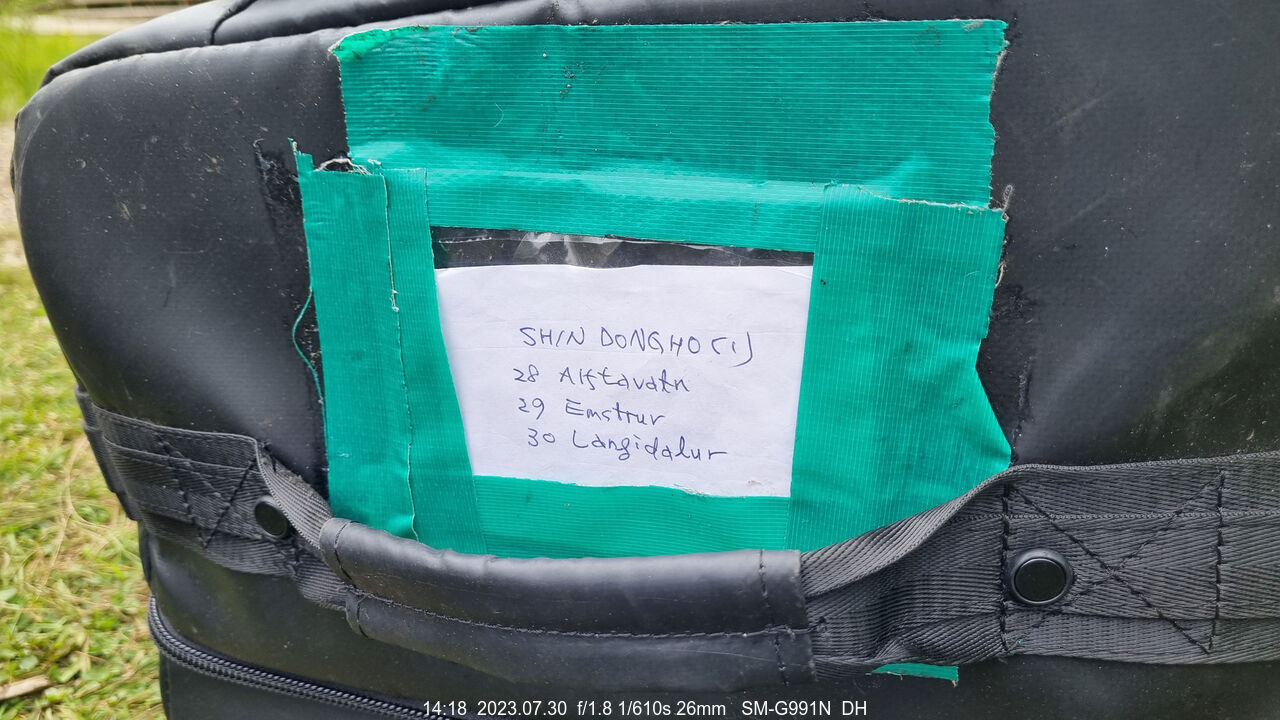 SHIN DONGHO (1)
28 Alftavatn
29 Emstrur
30 Langidalur
14:18 2023.07.30 f/1.8 1/610s 26mm SM-G991N DH